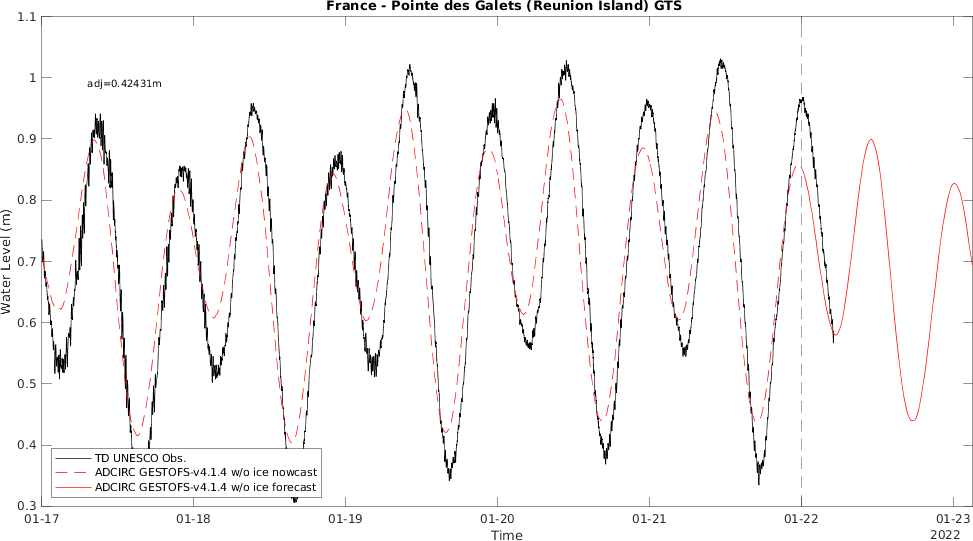 France - Pointe des Galets (Reunion Island) GTS
1.1
1
0.9
0.8
0.7
0.6
0.5
0.4
0.3
Water Level (m)
adj=0.42431m
TD UNESCO Obs.
ADCIRC GESTOFS-v4.1.4 w/o ice nowcast
ADCIRC GESTOFS-v4.1.4 w/o ice forecast
01-17 01-18 01-19 01-20 01-21 01-22 01-23
Time
2022